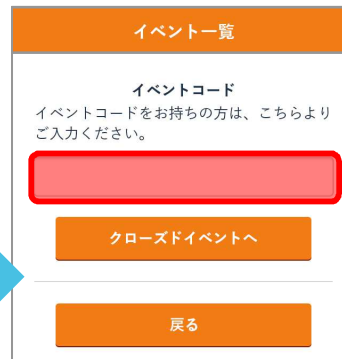 イベント一覧
イベントコード
イベントコードをお持ちの方は、こちらより
ご入力ください。
クローズドイベントへ
戻る